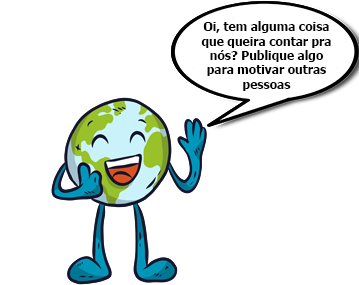 Oi, tem alguma coisa
que queira contar pra
nós? Publique algo
para motivar outras
pessoas